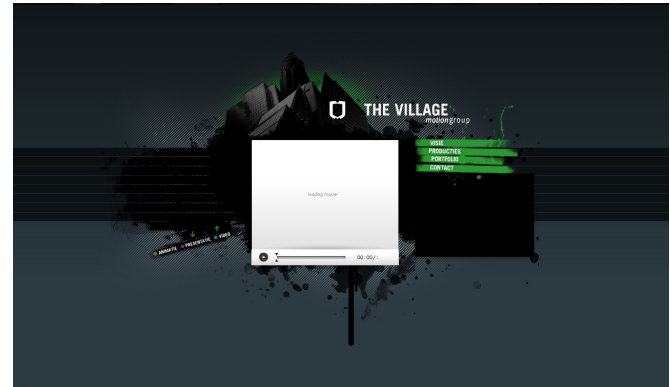 THE VILLAGE
motiongroup
VISIE
PRODUCTIES
PORTFOLIO
CONTACT
loading movie
ANIMATIE PRESENTATIE VIDEO
00:00/